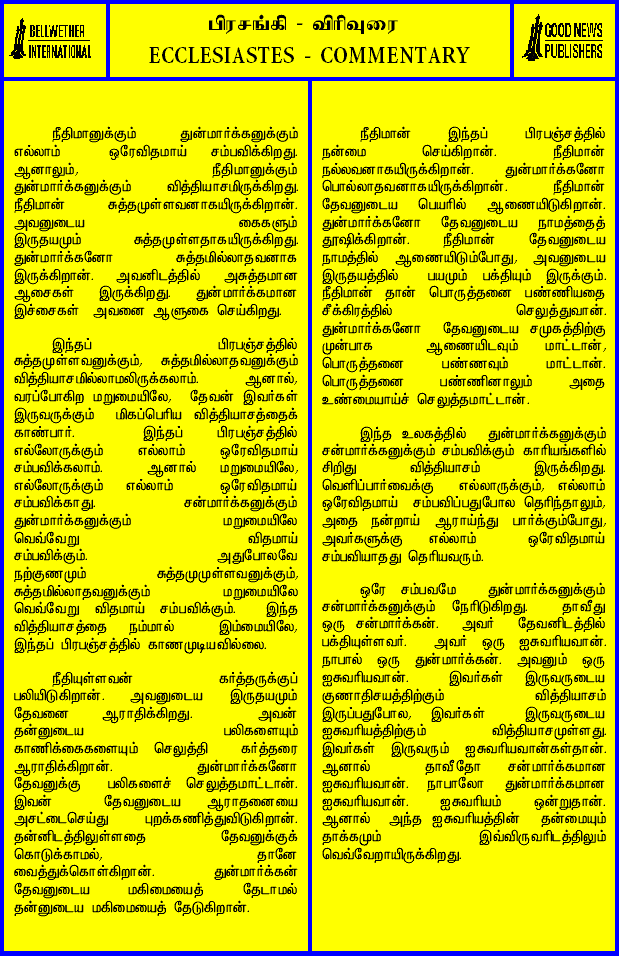 BELLWETHER
INTERNATIONAL
பிரசங்கி - விரிவுரை
ECCLESIASTES - COMMENTARY
GOOD NEWS
PUBLISHERS
நீதிமானுக்கும் துன்மார்க்கனுக்கும்
எல்லாம் ஒரேவிதமாய் சம்பவிக்கிறது.
ஆனாலும், நீதிமானுக்கும்
துன்மார்க்கனுக்கும் வித்தியாசமிருக்கிறது.
நீதிமான் சுத்தமுள்ளவனாகயிருக்கிறான்.
அவனுடைய கைகளும்
இருதயமும் சுத்தமுள்ளதாகயிருக்கிறது.
துன்மார்க்கனோ சுத்தமில்லாதவனாக
இருக்கிறான். அவனிடத்தில் அசுத்தமான
ஆசைகள் இருக்கிறது. துன்மார்க்கமான
இச்சைகள் அவனை ஆளுகை செய்கிறது.
இந்தப் பிரபஞ்சத்தில்
சுத்தமுள்ளவனுக்கும், சுத்தமில்லாதவனுக்கும்
வித்தியாசமில்லாமலிருக்கலாம். ஆனால்,
வரப்போகிற மறுமையிலே, தேவன் இவர்கள்
இருவருக்கும் மிகப்பெரிய வித்தியாசத்தைக்
காண்பார். இந்தப் பிரபஞ்சத்தில்
எல்லோருக்கும் எல்லாம் ஒரேவிதமாய்
சம்பவிக்கலாம். ஆனால் மறுமையிலே,
எல்லோருக்கும் எல்லாம் ஒரேவிதமாய்
சம்பவிக்காது. சன்மார்க்கனுக்கும்
துன்மார்க்கனுக்கும் மறுமையிலே
வெவ்வேறு விதமாய்
சம்பவிக்கும். அதுபோலவே
நற்குணமும் சுத்தமுமுள்ளவனுக்கும்,
சுத்தமில்லாதவனுக்கும் மறுமையிலே
வெவ்வேறு விதமாய் சம்பவிக்கும். இந்த
வித்தியாசத்தை நம்மால் இம்மையிலே,
இந்தப் பிரபஞ்சத்தில் காணமுடியவில்லை.
நீதியுள்ளவன் கர்த்தருக்குப்
பலியிடுகிறான். அவனுடைய இருதயமும்
தேவனை ஆராதிக்கிறது. அவன்
தன்னுடைய பலிகளையும்
காணிக்கைகளையும் செலுத்தி கர்த்தரை
ஆராதிக்கிறான். துன்மார்க்கனோ
தேவனுக்கு பலிகளைச் செலுத்தமாட்டான்.
இவன் தேவனுடைய ஆராதனையை
அசட்டைசெய்து புறக்கணித்துவிடுகிறான்.
தன்னிடத்திலுள்ளதை தேவனுக்குக்
கொடுக்காமல், தானே
வைத்துக்கொள்கிறான். துன்மார்க்கன்
தேவனுடைய மகிமையைத் தேடாமல்
தன்னுடைய மகிமையைத் தேடுகிறான்.
நீதிமான் இந்தப் பிரபஞ்சத்தில்
நன்மை செய்கிறான். நீதிமான்
நல்லவனாகயிருக்கிறான். துன்மார்க்கனோ
பொல்லாதவனாகயிருக்கிறான். நீதிமான்
தேவனுடைய பெயரில் ஆணையிடுகிறான்.
துன்மார்க்கனோ தேவனுடைய நாமத்தைத்
தூஷிக்கிறான். நீதிமான் தேவனுடைய
நாமத்தில் ஆணையிடும்போது, அவனுடைய
இருதயத்தில் பயமும் பக்தியும் இருக்கும்.
நீதிமான் தான் பொருத்தனை பண்ணியதை
சீக்கிரத்தில் செலுத்துவான்.
துன்மார்க்கனோ தேவனுடைய சமுகத்திற்கு
முன்பாக ஆணையிடவும் மாட்டான்,
பொருத்தனை பண்ணவும் மாட்டான்.
பொருத்தனை பண்ணினாலும் அதை
உண்மையாய்ச் செலுத்தமாட்டான்.
இந்த உலகத்தில் துன்மார்க்கனுக்கும்
சன்மார்க்கனுக்கும் சம்பவிக்கும் காரியங்களில்
சிறிது வித்தியாசம் இருக்கிறது.
வெளிப்பார்வைக்கு எல்லாருக்கும், எல்லாம்
ஒரேவிதமாய் சம்பவிப்பதுபோல தெரிந்தாலும்,
அதை நன்றாய் ஆராய்ந்து பார்க்கும்போது,
அவர்களுக்கு எல்லாம் ஒரேவிதமாய்
சம்பவியாதது தெரியவரும்.
ஒரே சம்பவமே துன்மார்க்கனுக்கும்
சன்மார்க்கனுக்கும் நேரிடுகிறது. தாவீது
ஒரு சன்மார்க்கன். அவர் தேவனிடத்தில்
பக்தியுள்ளவர். அவர் ஒரு ஐசுவரியவான்.
நாபால் ஒரு துன்மார்க்கன். அவனும் ஒரு
ஐசுவரியவான். இவர்கள் இருவருடைய
குணாதிசயத்திற்கும் வித்தியாசம்
இருப்பதுபோல, இவர்கள் இருவருடைய
ஐசுவரியத்திற்கும் வித்தியாசமுள்ளது.
இவர்கள் இருவரும் ஐசுவரியவான்கள்தான்.
ஆனால் தாவீதோ சன்மார்க்கமான
ஐசுவரியவான். நாபாலோ துன்மார்க்கமான
ஐசுவரியவான். ஐசுவரியம் ஒன்றுதான்.
ஆனால் அந்த ஐசுவரியத்தின் தன்மையும்
தாக்கமும் இவ்விருவரிடத்திலும்
வெவ்வேறாயிருக்கிறது.